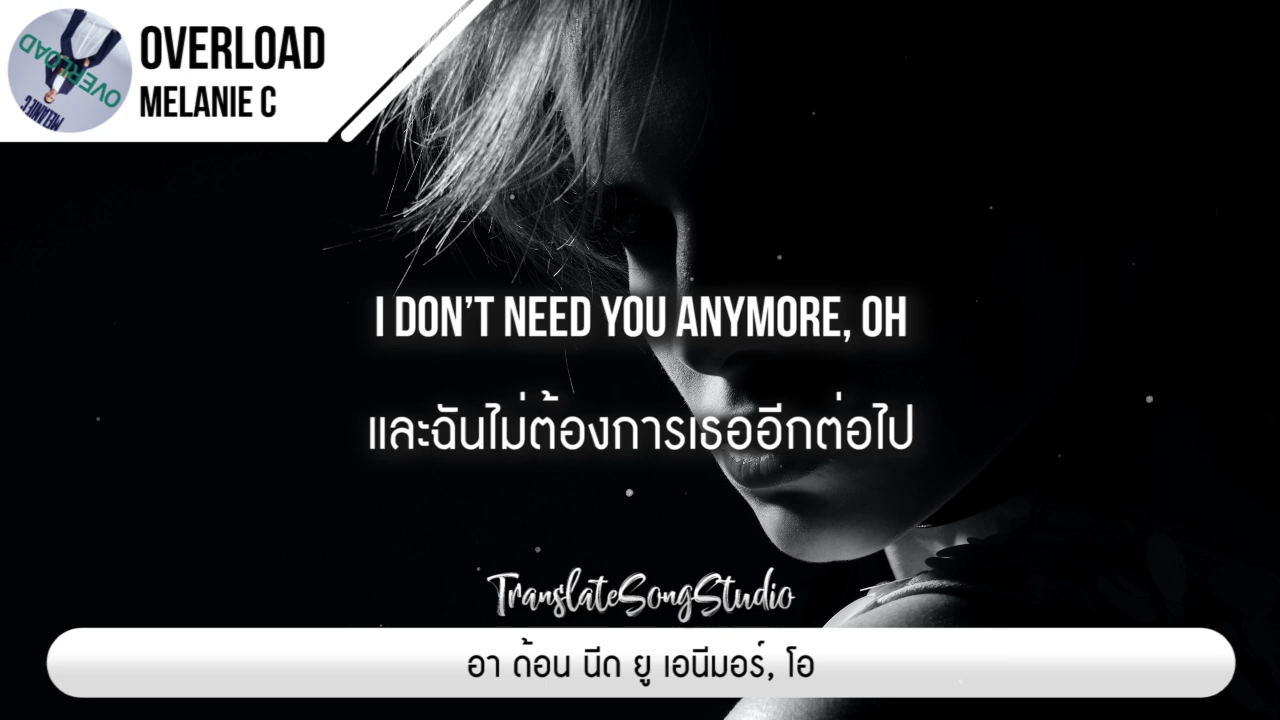 OVERLOAD
MELANIE C
OVERLOAD
MELANIE C
I DON'T NEED YOU ANYMORE, OH
และฉันไม่ต้องการเธออีกต่อไป
TranslateSongStudio
อา ด้อน นีด ยู เอนีมอร์, โอ